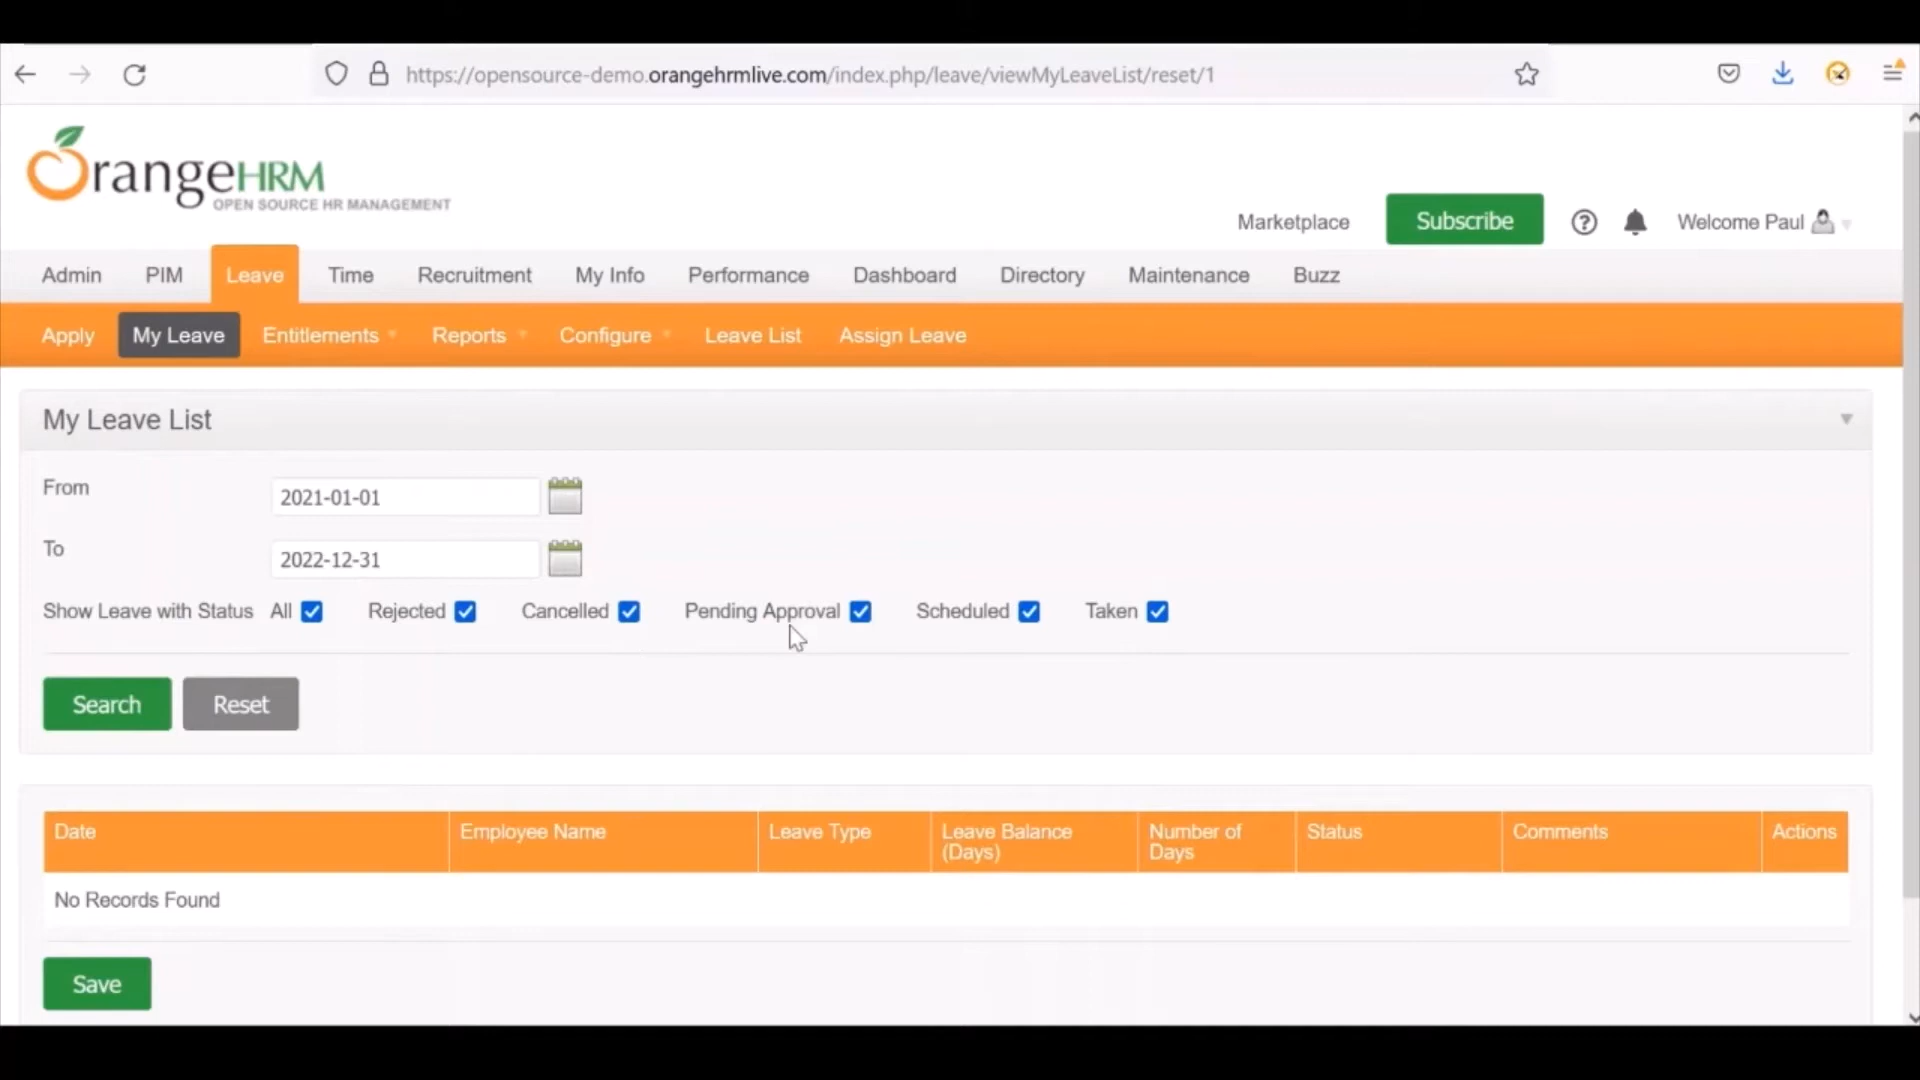 https://opensource-demo.orangehrmlive.com/index.php/leave/viewMyLeaveList/reset/1
OrangeHRM
OPEN SOURCE HR MANAGEMENT
Marketplace Subscribe Welcome Paul
Admin PIM Leave Time Recruitment My Info Performance Dashboard Directory Maintenance Buzz
Apply My Leave Entitlements Reports Configure Leave List Assign Leave
My Leave List
From 2021-01-01
To 2022-12-31
Show Leave with Status All Rejected Cancelled Pending Approval Scheduled Taken
Search Reset
Date Employee Name Leave Type Leave Balance (Days) Number of Days Status Comments Actions
No Records Found
Save